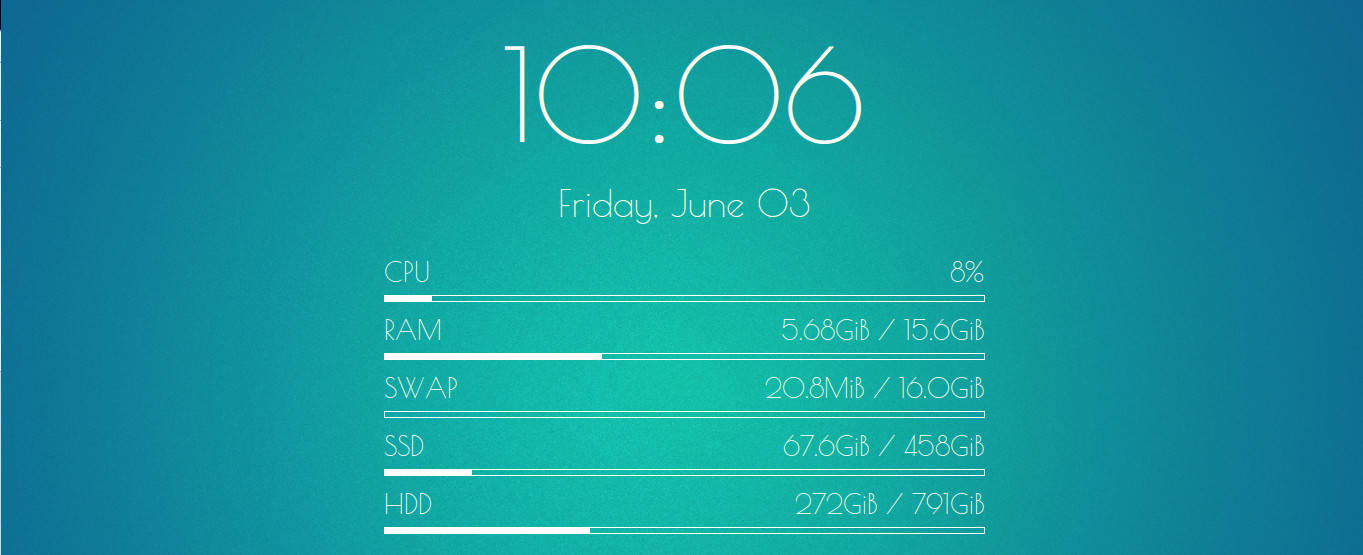 10:06
Friday, June 03
CPU 8%
RAM 5.68GiB / 15.6GiB
SWAP 20.8MiB / 16.0GiB
SSD 67.6GiB / 458GiB
HDD 272GiB / 791GiB